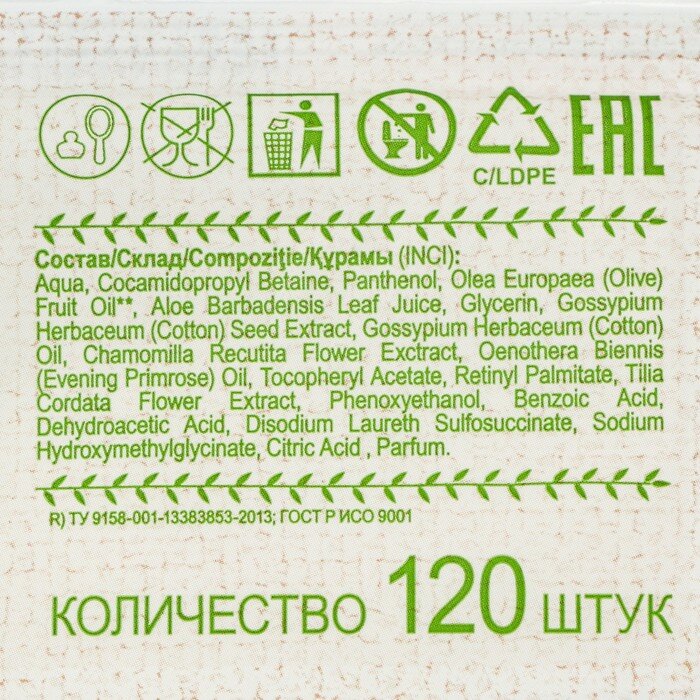 C/LDPE
EAC
Состав/Склад/Compoziţie/Құрамы (INCI):
Aqua, Cocamidopropyl Betaine, Panthenol, Olea Europaea (Olive)
Fruit Oil**, Aloe Barbadensis Leaf Juice, Glycerin, Gossypium
Herbaceum (Cotton) Seed Extract, Gossypium Herbaceum (Cotton)
Oil, Chamomilla Recutita Flower Exctract, Oenothera Biennis
(Evening Primrose) Oil, Tocopheryl Acetate, Retinyl Palmitate, Tilia
Cordata Flower Extract, Phenoxyethanol, Benzoic Acid,
Dehydroacetic Acid, Disodium Laureth Sulfosuccinate, Sodium
Hydroxymethylglycinate, Citric Acid , Parfum.
R) ТУ 9158-001-13383853-2013; ГОСТ Р ИСО 9001
КОЛИЧЕСТВО 120 ШТУК